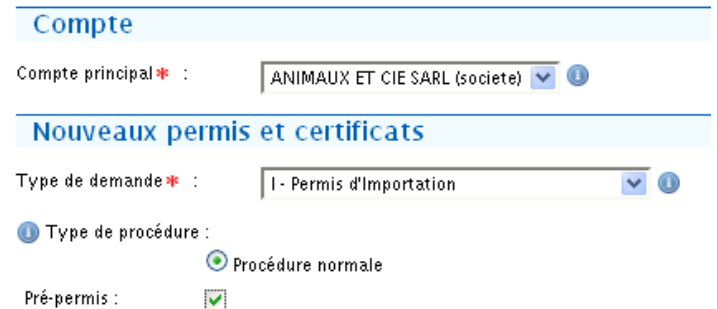 Compte
Compte principal* : ANIMAUX ET CIE SARL (societe)
Nouveaux permis et certificats
Type de demande* : I - Permis d'Importation
Type de procédure :
Procédure normale
Pré-permis :